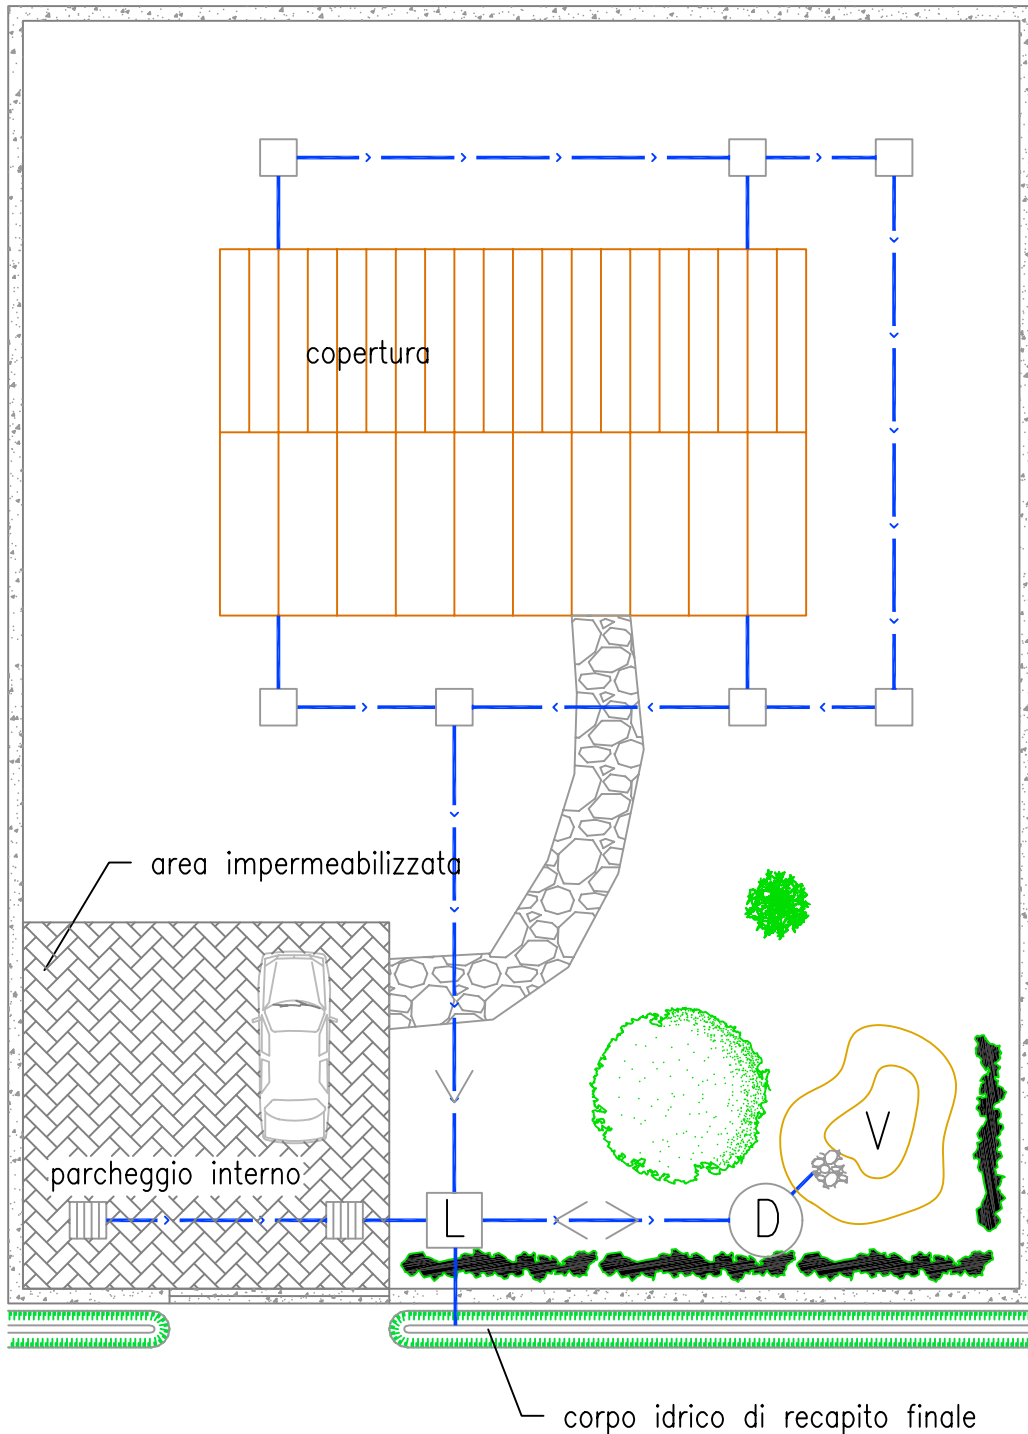 copertura
area impermeabilizzata
V
parcheggio interno
L
D
corpo idrico di recapito finale